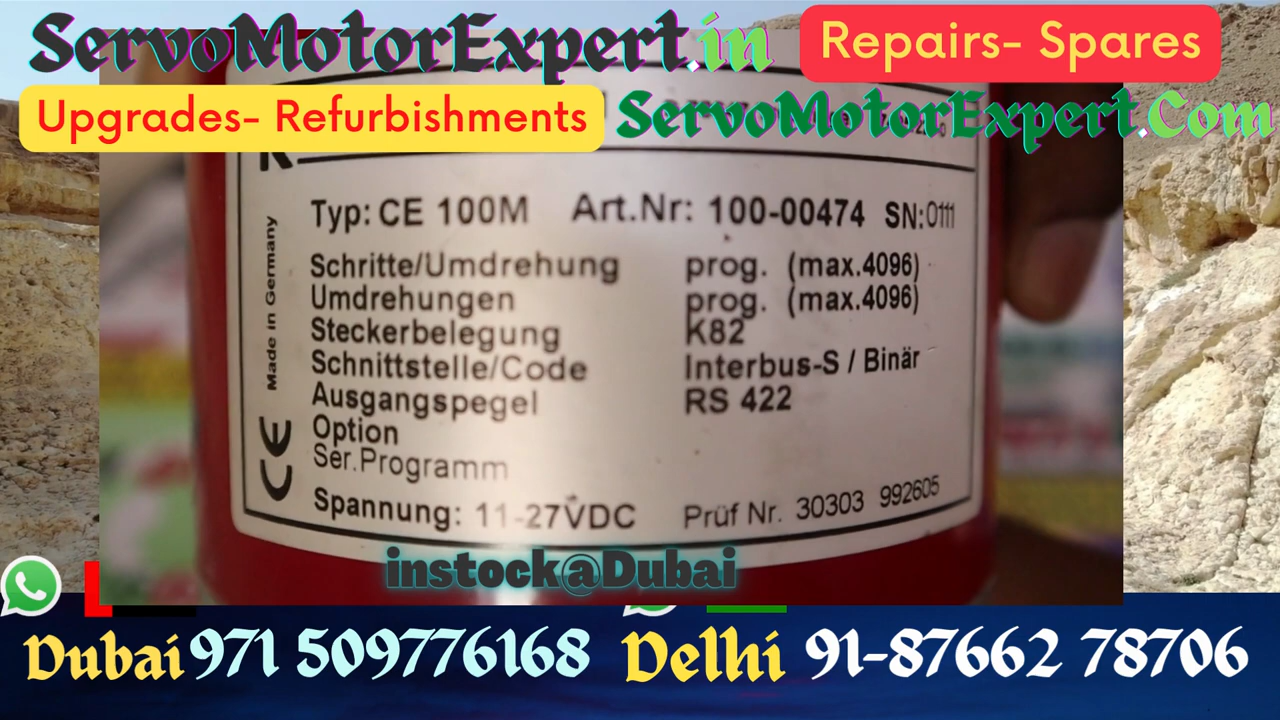 ServoMotorExpert.in
Repairs- Spares
Upgrades- Refurbishments
ServoMotorExpert.Com
Typ: CE 100M Art.Nr: 100-00474 SN:0111
Schritte/Umdrehung prog. (max.4096)
Umdrehungen prog. (max.4096)
Steckerbelegung K82
Schnittstelle/Code Interbus-S / Binär
Ausgangspegel RS 422
Option
Ser.Programm
Spannung: 11-27VDC Prüf Nr. 30303 992605
Made in Germany
CE
instock@Dubai
Dubai 971 509776168
Delhi 91-87662 78706